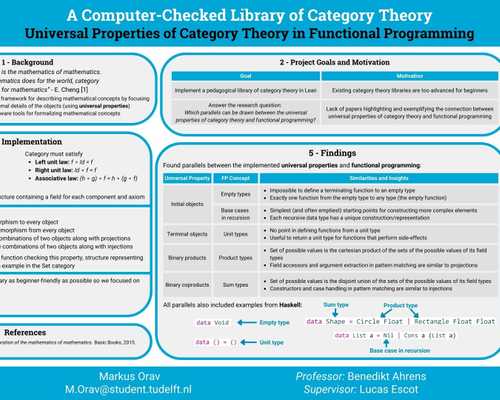 A Computer-Checked Library of Category Theory
Universal Properties of Category Theory in Functional Programming
1 - Background
is the mathematics of mathematics.
mathematics does for the world, category
for mathematics" - E. Cheng [1]
framework for describing mathematical concepts by focusing
details of the objects (using universal properties)
tools for formalizing mathematical concepts
Implementation
Category must satisfy
• Left unit law: f ∘ Id = f
• Right unit law: Id ∘ f = f
• Associative law: (h ∘ g) ∘ f = h ∘ (g ∘ f)
structure containing a field for each component and axiom
morphism to every object
morphism from every object
combinations of two objects along with projections
combinations of two objects along with injections
function checking this property, structure representing
example in the Set category
library as beginner-friendly as possible so we focused on
References
of the mathematics of mathematics. Basic Books, 2015.
2 - Project Goals and Motivation
Goal Motivation
Implement a pedagogical library of category theory in Lean Existing category theory libraries are too advanced for beginners
Answer the research question:
Which parallels can be drawn between the universal
properties of category theory and functional programming?
Lack of papers highlighting and exemplifying the connection between
universal properties of category theory and functional programming
5 - Findings
Found parallels between the implemented universal properties and functional programming:
Universal Property FP Concept Similarities and Insights
Initial objects
Empty types
• Impossible to define a terminating function to an empty type
• Exactly one function from the empty type to any type (the empty function)
Base cases
in recursion
• Simplest (and often emptiest) starting points for constructing more complex elements
• Each recursive data type has a unique construction/representation
Terminal objects Unit types
• No point in defining functions from a unit type
• Useful to return a unit type for functions that perform side-effects
Binary products Product types
• Set of possible values is the cartesian product of the sets of the possible values of its field
types
• Field accessors and argument extraction in pattern matching are similar to projections
Binary coproducts Sum types
• Set of possible values is the disjoint union of the sets of the possible values of its field types
• Constructors and case handling in pattern matching are similar to injections
All parallels also included examples from Haskell:
Sum type Product type
data Void Empty type
data Shape = Circle Float | Rectangle Float Float
data () = () Unit type
data List a = Nil | Cons a (List a)
Base case in recursion
Markus Orav
M.Orav@student.tudelft.nl
Professor: Benedikt Ahrens
Supervisor: Lucas Escot